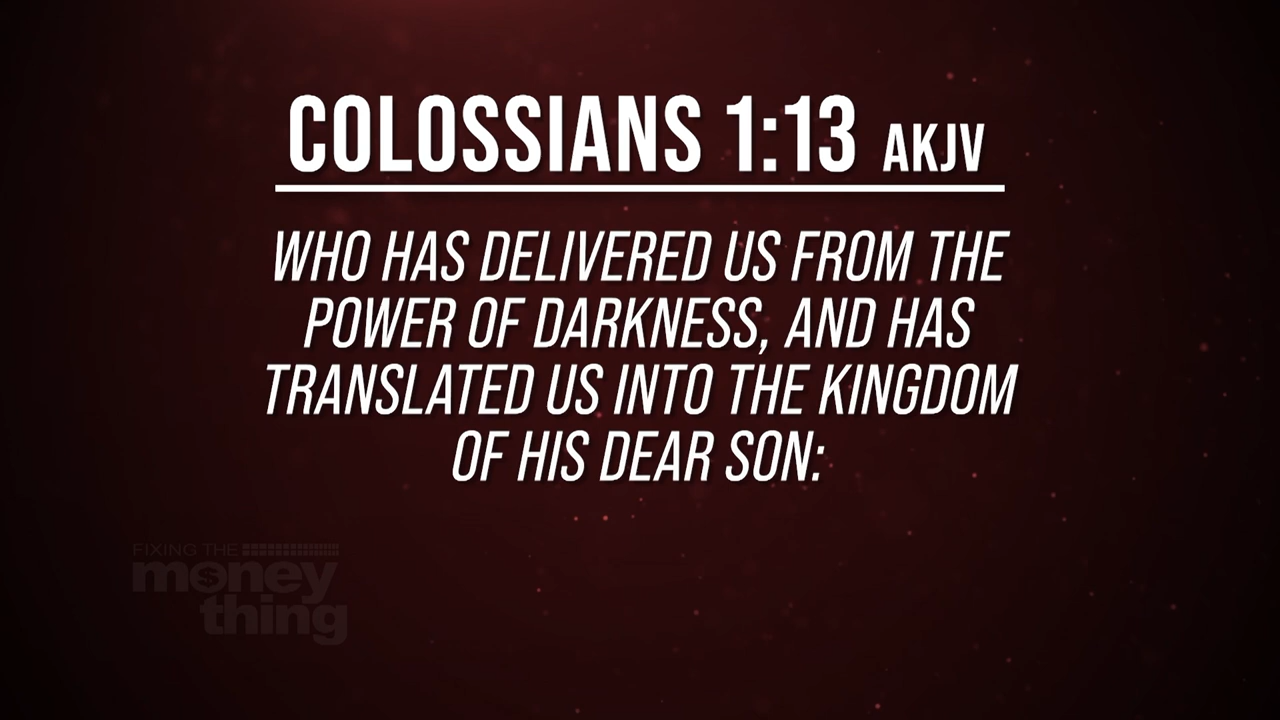 COLOSSIANS 1:13 AKJV
WHO HAS DELIVERED US FROM THE
POWER OF DARKNESS, AND HAS
TRANSLATED US INTO THE KINGDOM
OF HIS DEAR SON:
FIXING THE
money
thing